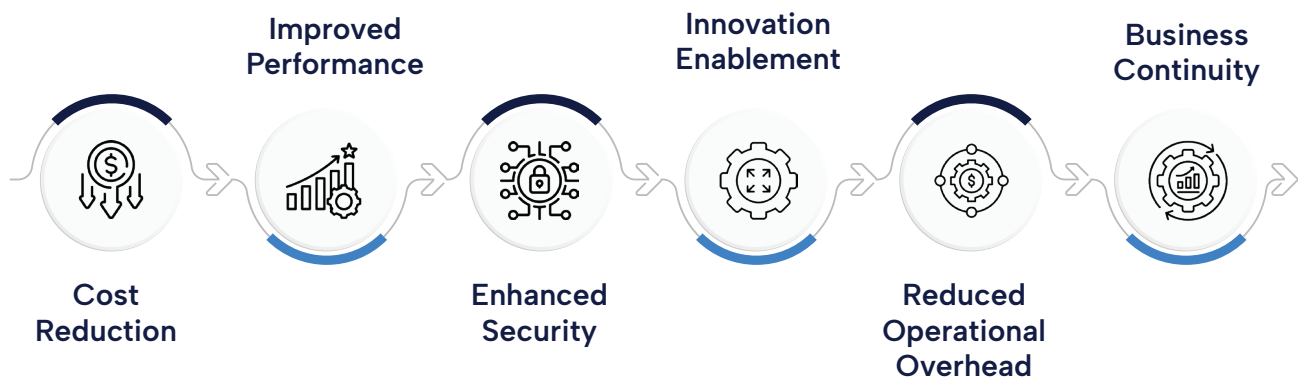 Cost
Reduction
Improved
Performance
Enhanced
Security
Innovation
Enablement
Reduced
Operational
Overhead
Business
Continuity